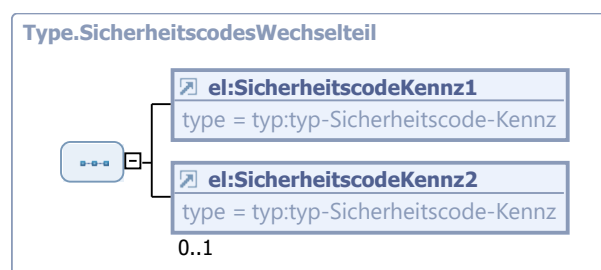 Type.SicherheitscodesWechselteil
el:SicherheitscodeKennz1
type = typ:typ-Sicherheitscode-Kennz
el:SicherheitscodeKennz2
type = typ:typ-Sicherheitscode-Kennz
0..1